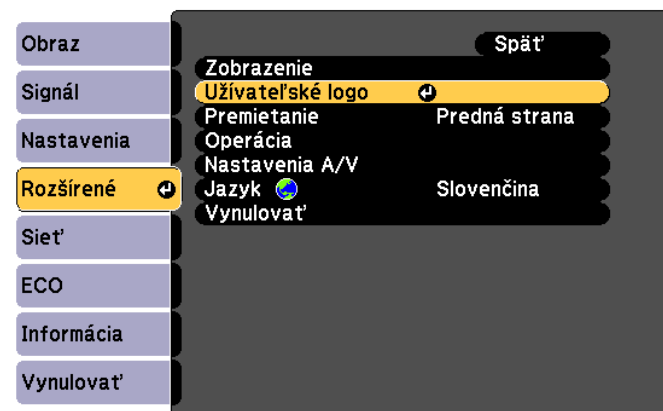 Obraz
Signál
Nastavenia
Rozšírené
Sieť
ECO
Informácia
Vynulovať
Späť
Zobrazenie
Užívateľské logo
Premietanie Predná strana
Operácia
Nastavenia A/V
Jazyk Slovenčina
Vynulovať